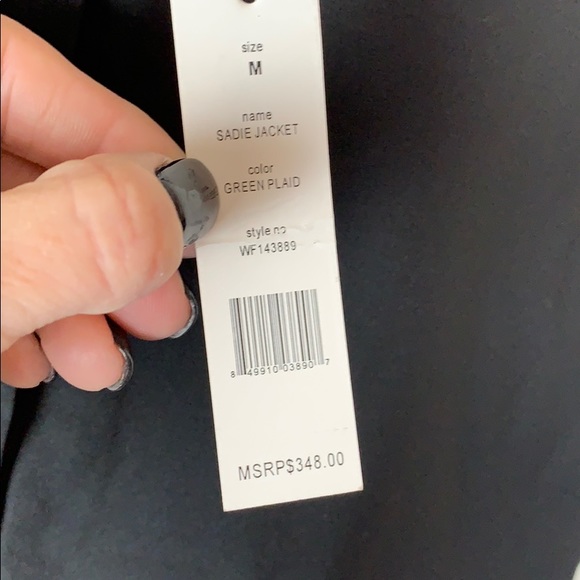 size
M
name
SADIE JACKET
color
GREEN PLAID
style no
WF143889
8 49910 03890 7
MSRP$348.00